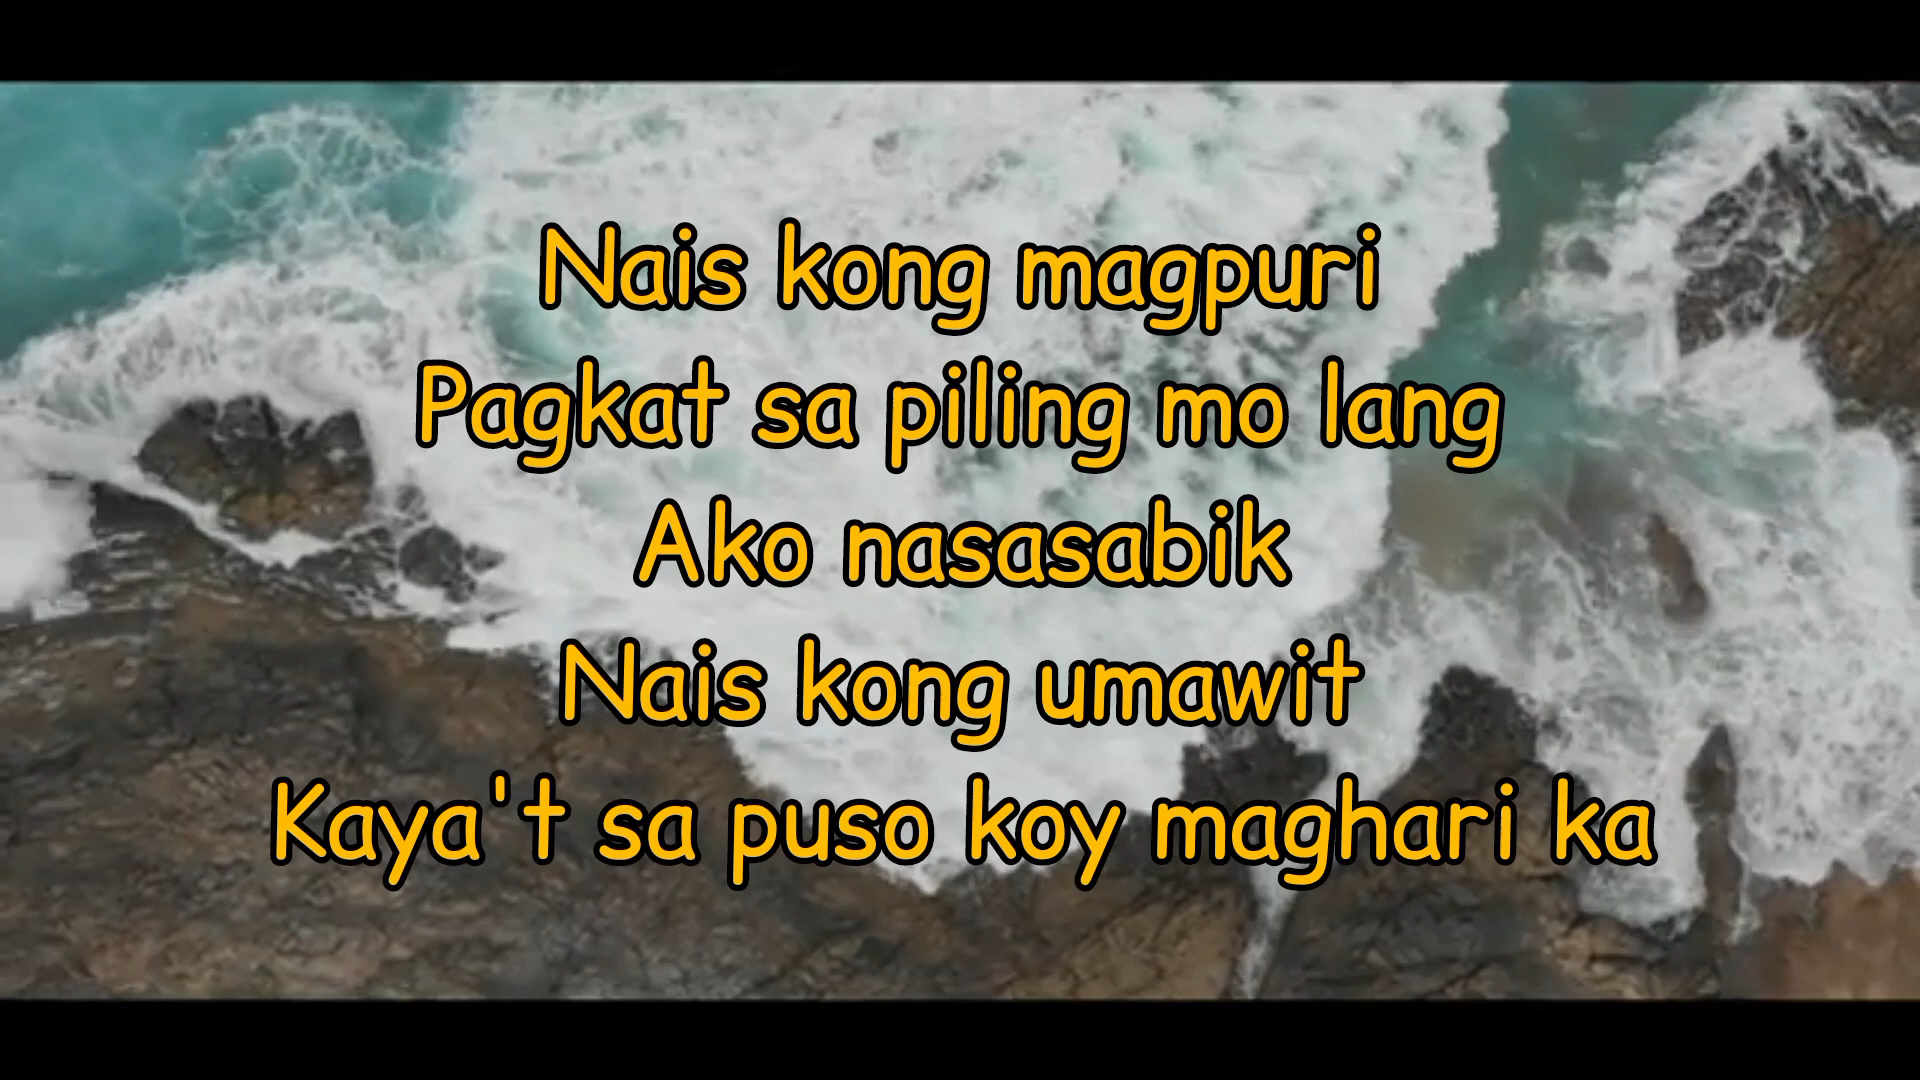 Nais kong magpuri
Pagkat sa piling mo lang
Ako nasasabik
Nais kong umawit
Kaya't sa puso koy maghari ka